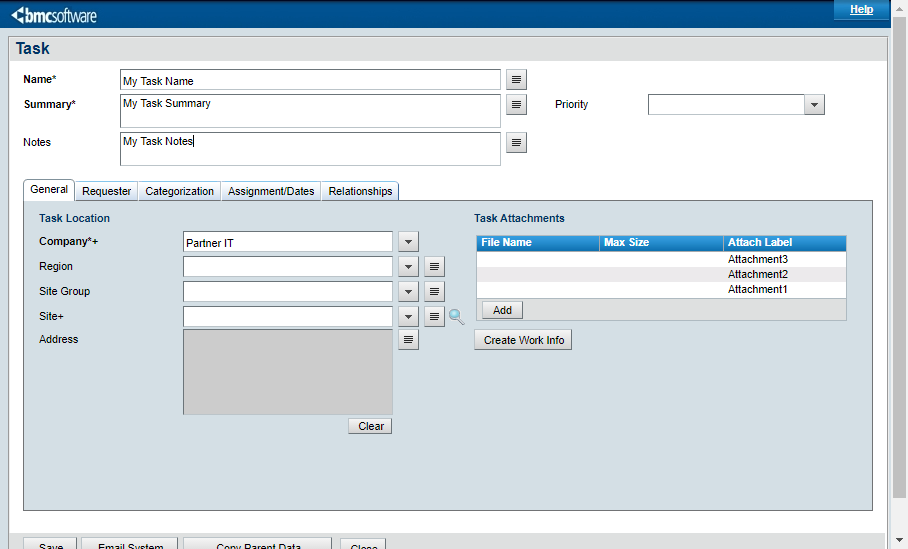 bmcsoftware
Help
Task
Name*
My Task Name
Summary*
My Task Summary
Priority
Notes
My Task Notes
General
Requester
Categorization
Assignment/Dates
Relationships
Task Location
Task Attachments
Company*+
Partner IT
File Name
Max Size
Attach Label
Region
Attachment3
Attachment2
Site Group
Attachment1
Site+
Add
Address
Create Work Info
Clear
Save
Email System
Copy Parent Data
Close